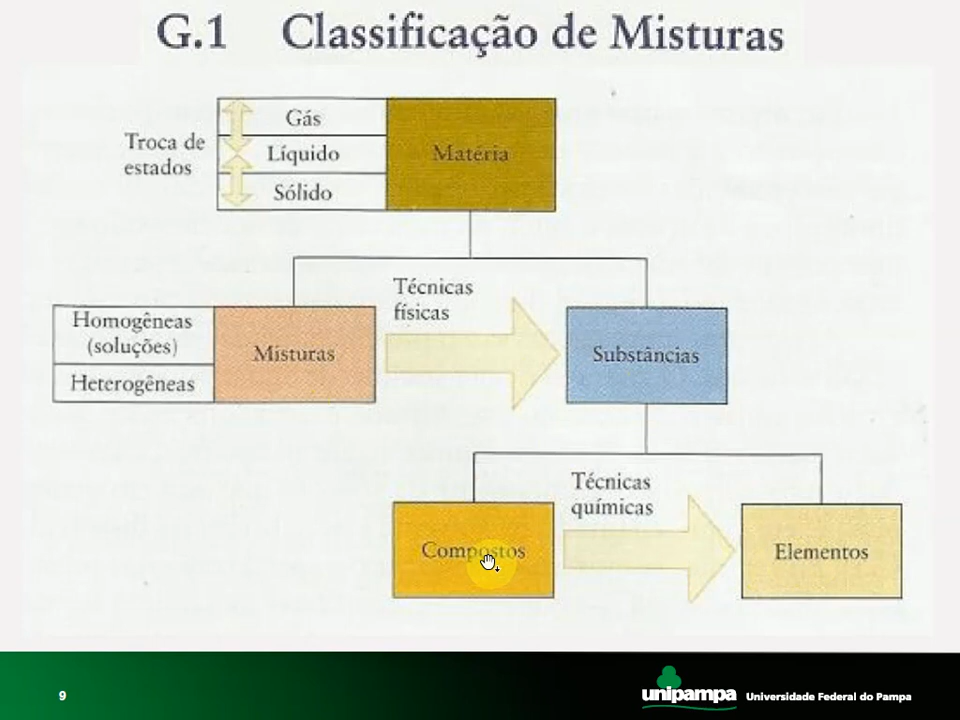 G.1 Classificação de Misturas
Troca de
estados
Gás
Líquido
Sólido
Matéria
Técnicas
físicas
Homogêneas
(soluções)
Heterogêneas
Misturas
Substâncias
Técnicas
químicas
Compostos
Elementos
9
unipampa
Universidade Federal do Pampa